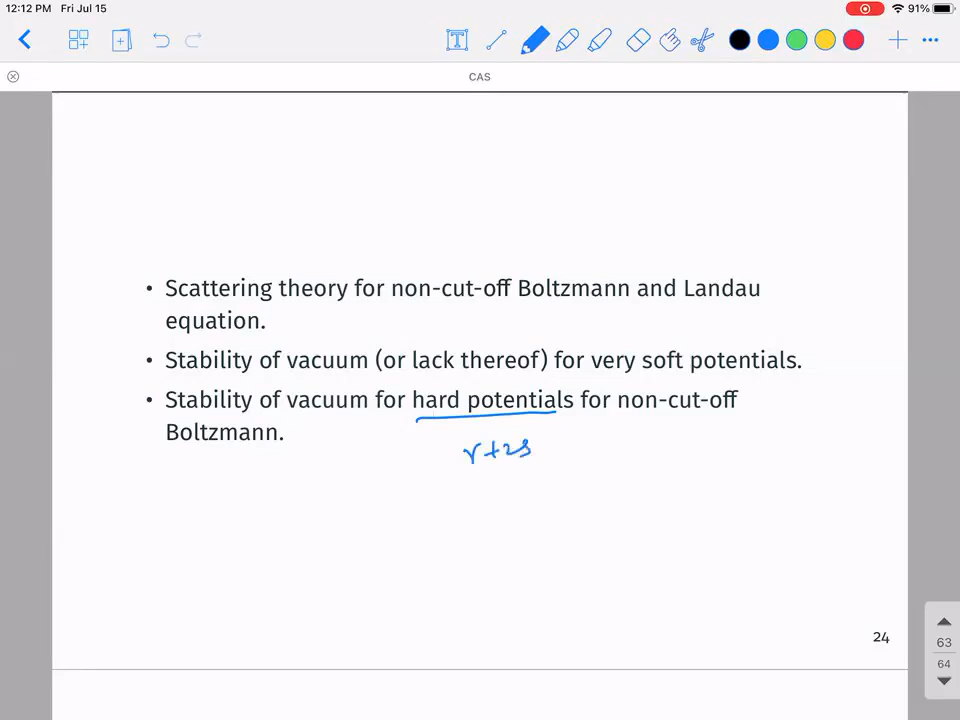 12:12 PM Fri Jul 15
91%
CAS
• Scattering theory for non-cut-off Boltzmann and Landau
equation.
• Stability of vacuum (or lack thereof) for very soft potentials.
• Stability of vacuum for hard potentials for non-cut-off
Boltzmann.
γ+2s
24
63
64